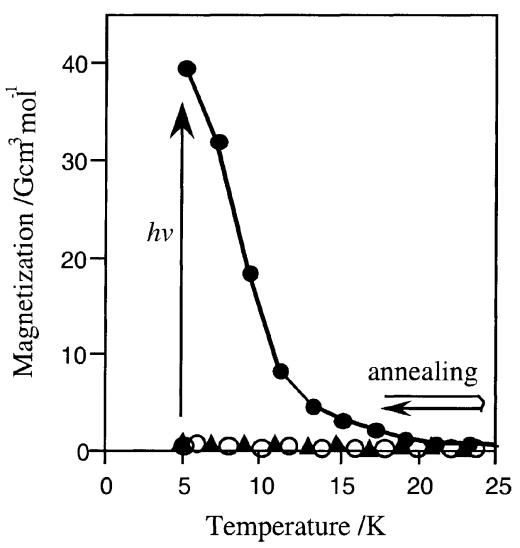 Magnetization /Gcm³mol⁻¹
40
30
20
10
0
hν
annealing
0 5 10 15 20 25
Temperature /K